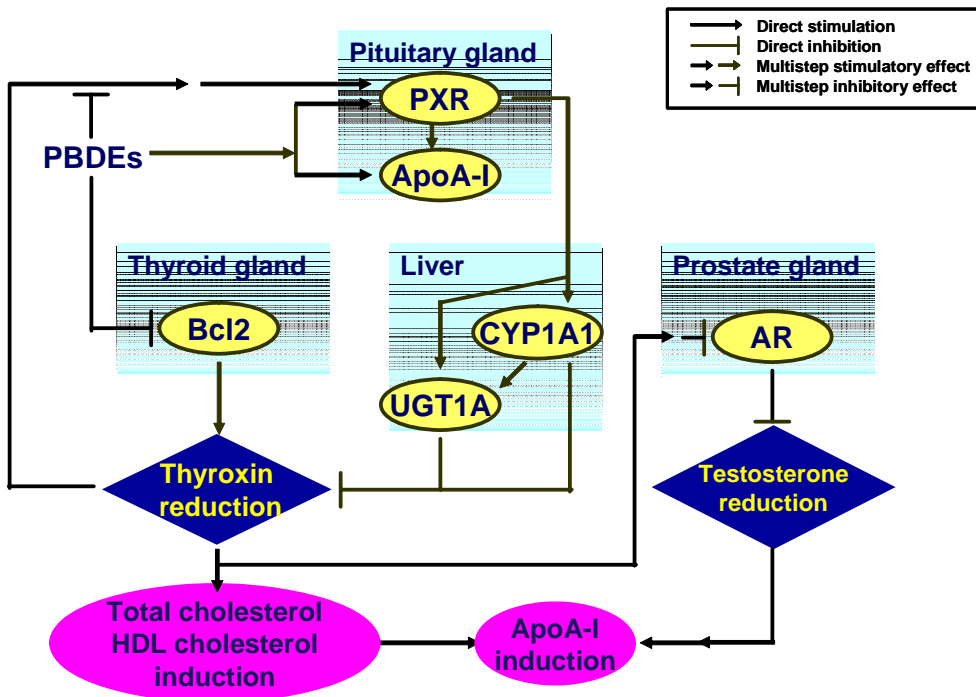 Direct stimulation
Direct inhibition
Multistep stimulatory effect
Multistep inhibitory effect
Pituitary gland
PXR
PBDEs
ApoA-I
Thyroid gland
Liver
Prostate gland
Bcl2
CYP1A1
AR
UGT1A
Thyroxin
reduction
Testosterone
reduction
Total cholesterol
HDL cholesterol
induction
ApoA-I
induction